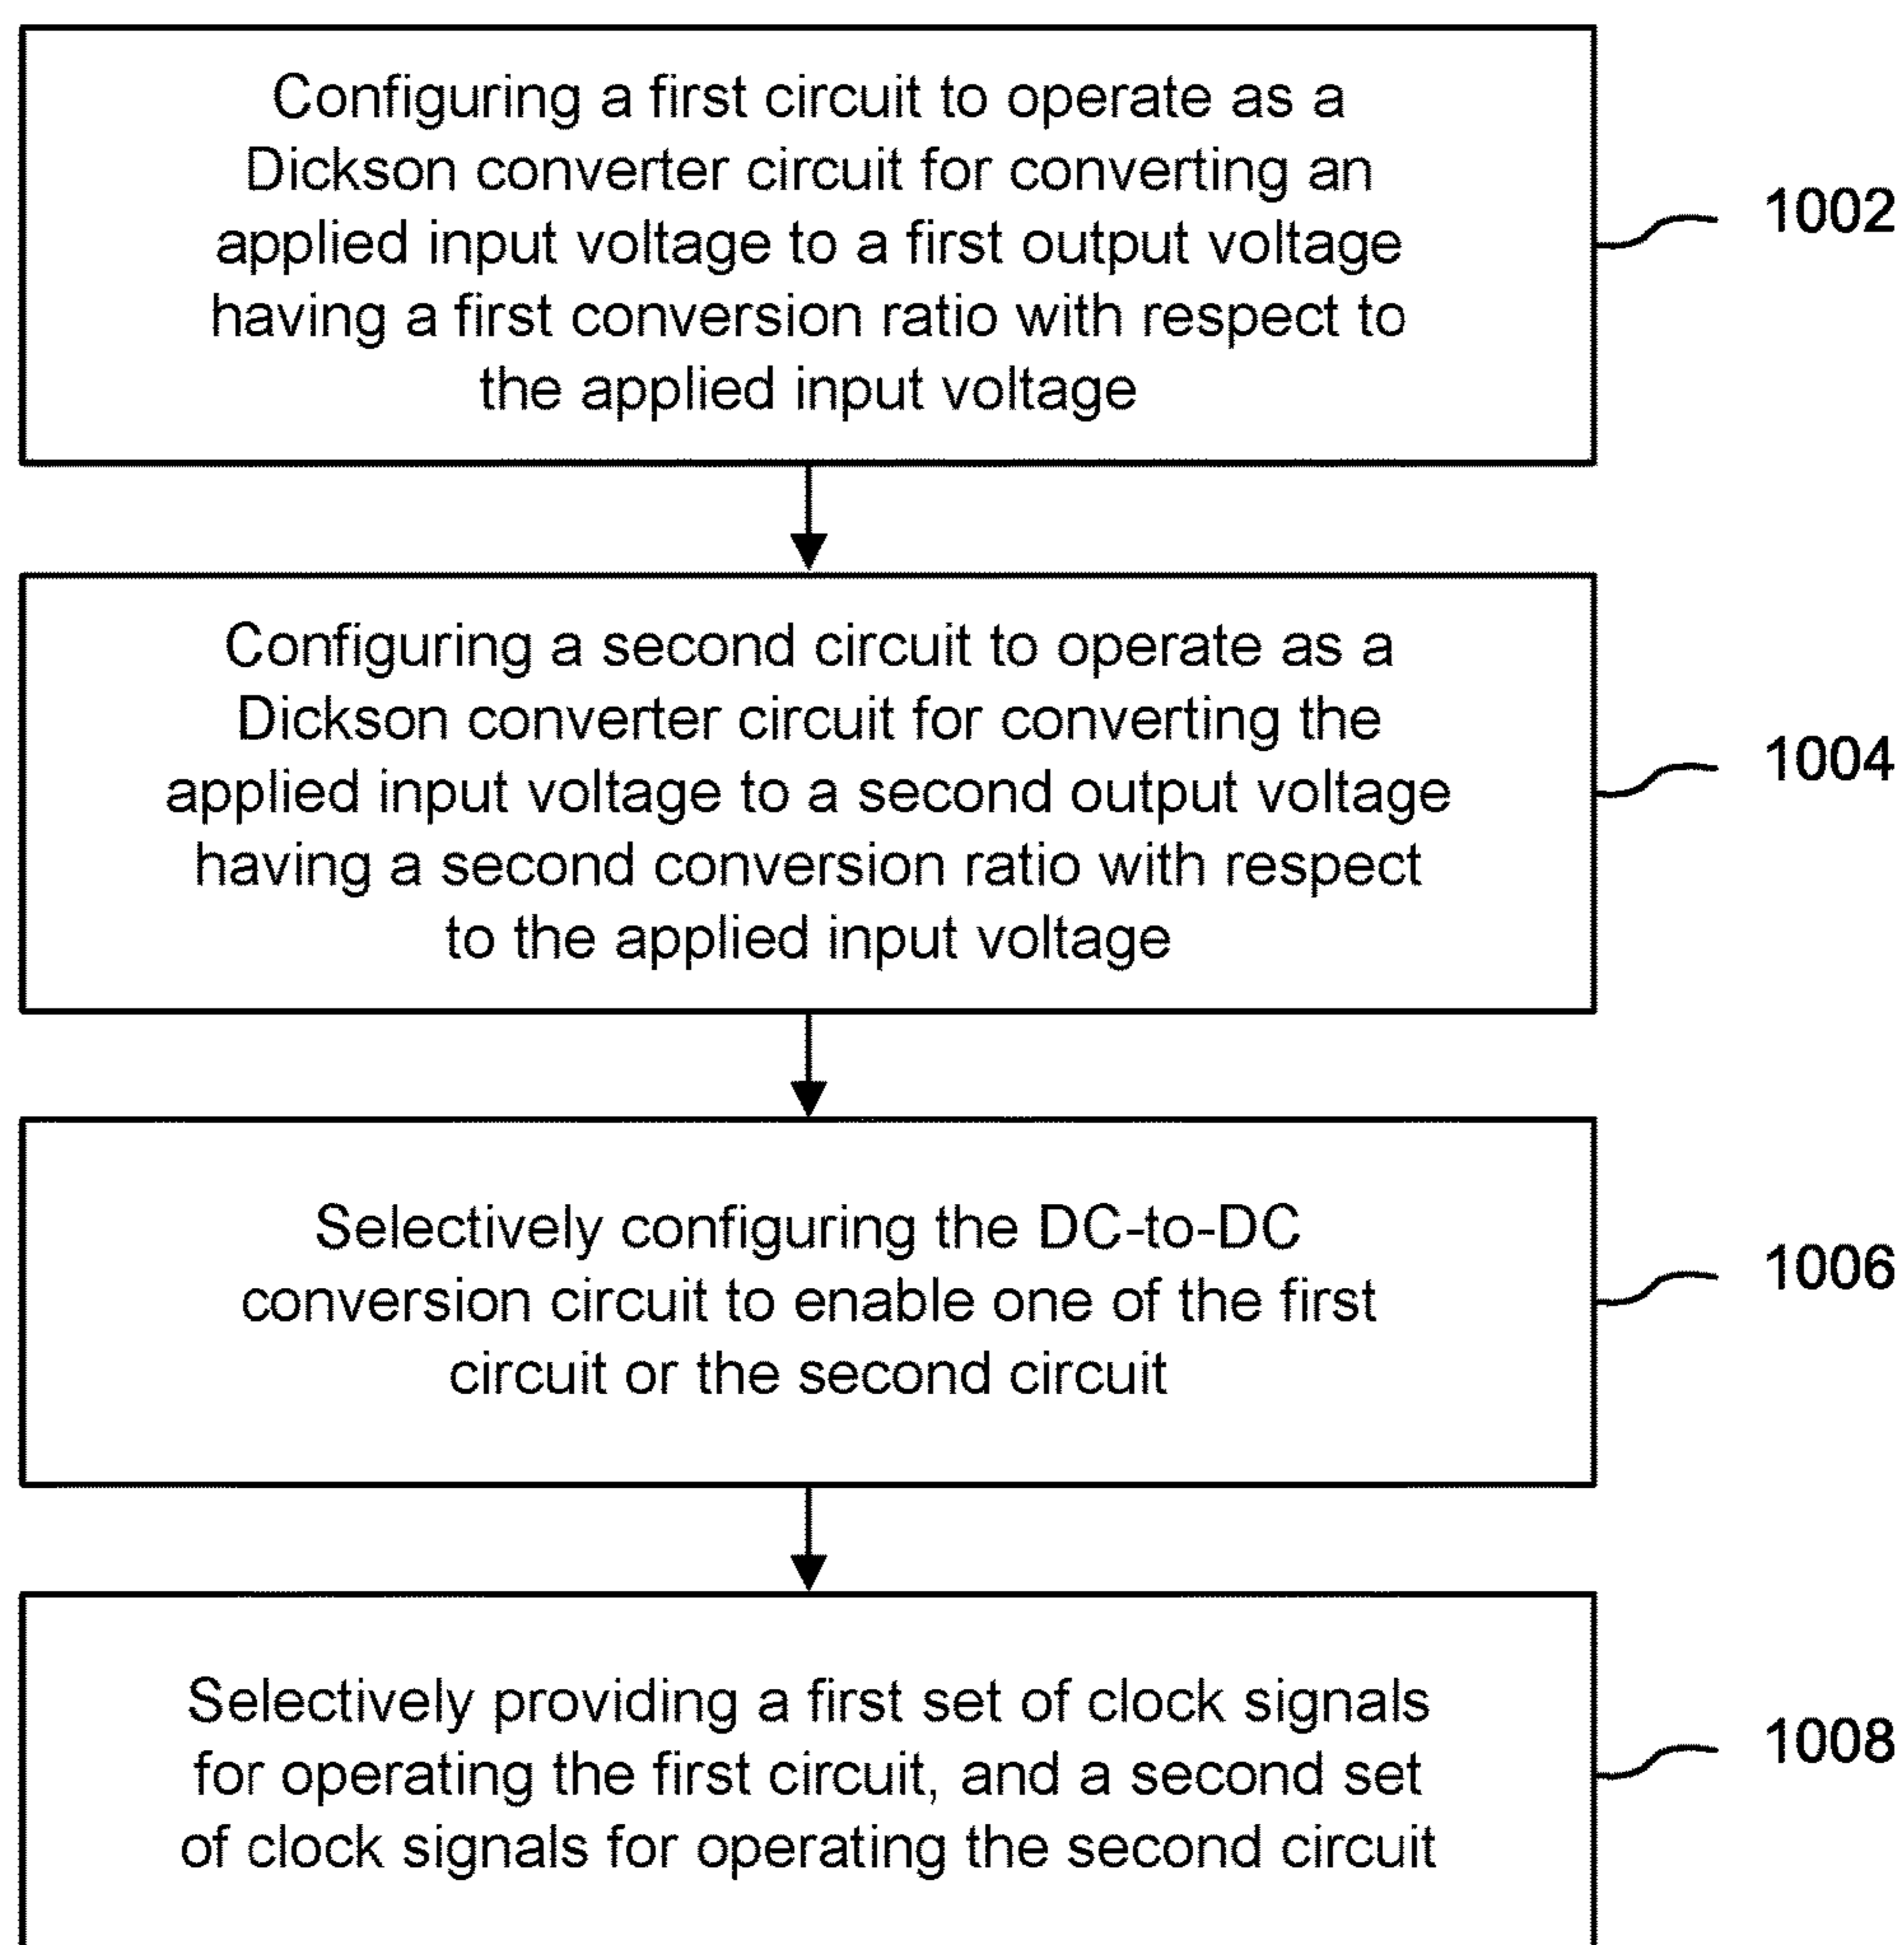 Configuring a first circuit to operate as a
Dickson converter circuit for converting an
applied input voltage to a first output voltage
having a first conversion ratio with respect to
the applied input voltage
1002
Configuring a second circuit to operate as a
Dickson converter circuit for converting the
applied input voltage to a second output voltage
having a second conversion ratio with respect
to the applied input voltage
1004
Selectively configuring the DC-to-DC
conversion circuit to enable one of the first
circuit or the second circuit
1006
Selectively providing a first set of clock signals
for operating the first circuit, and a second set
of clock signals for operating the second circuit
1008